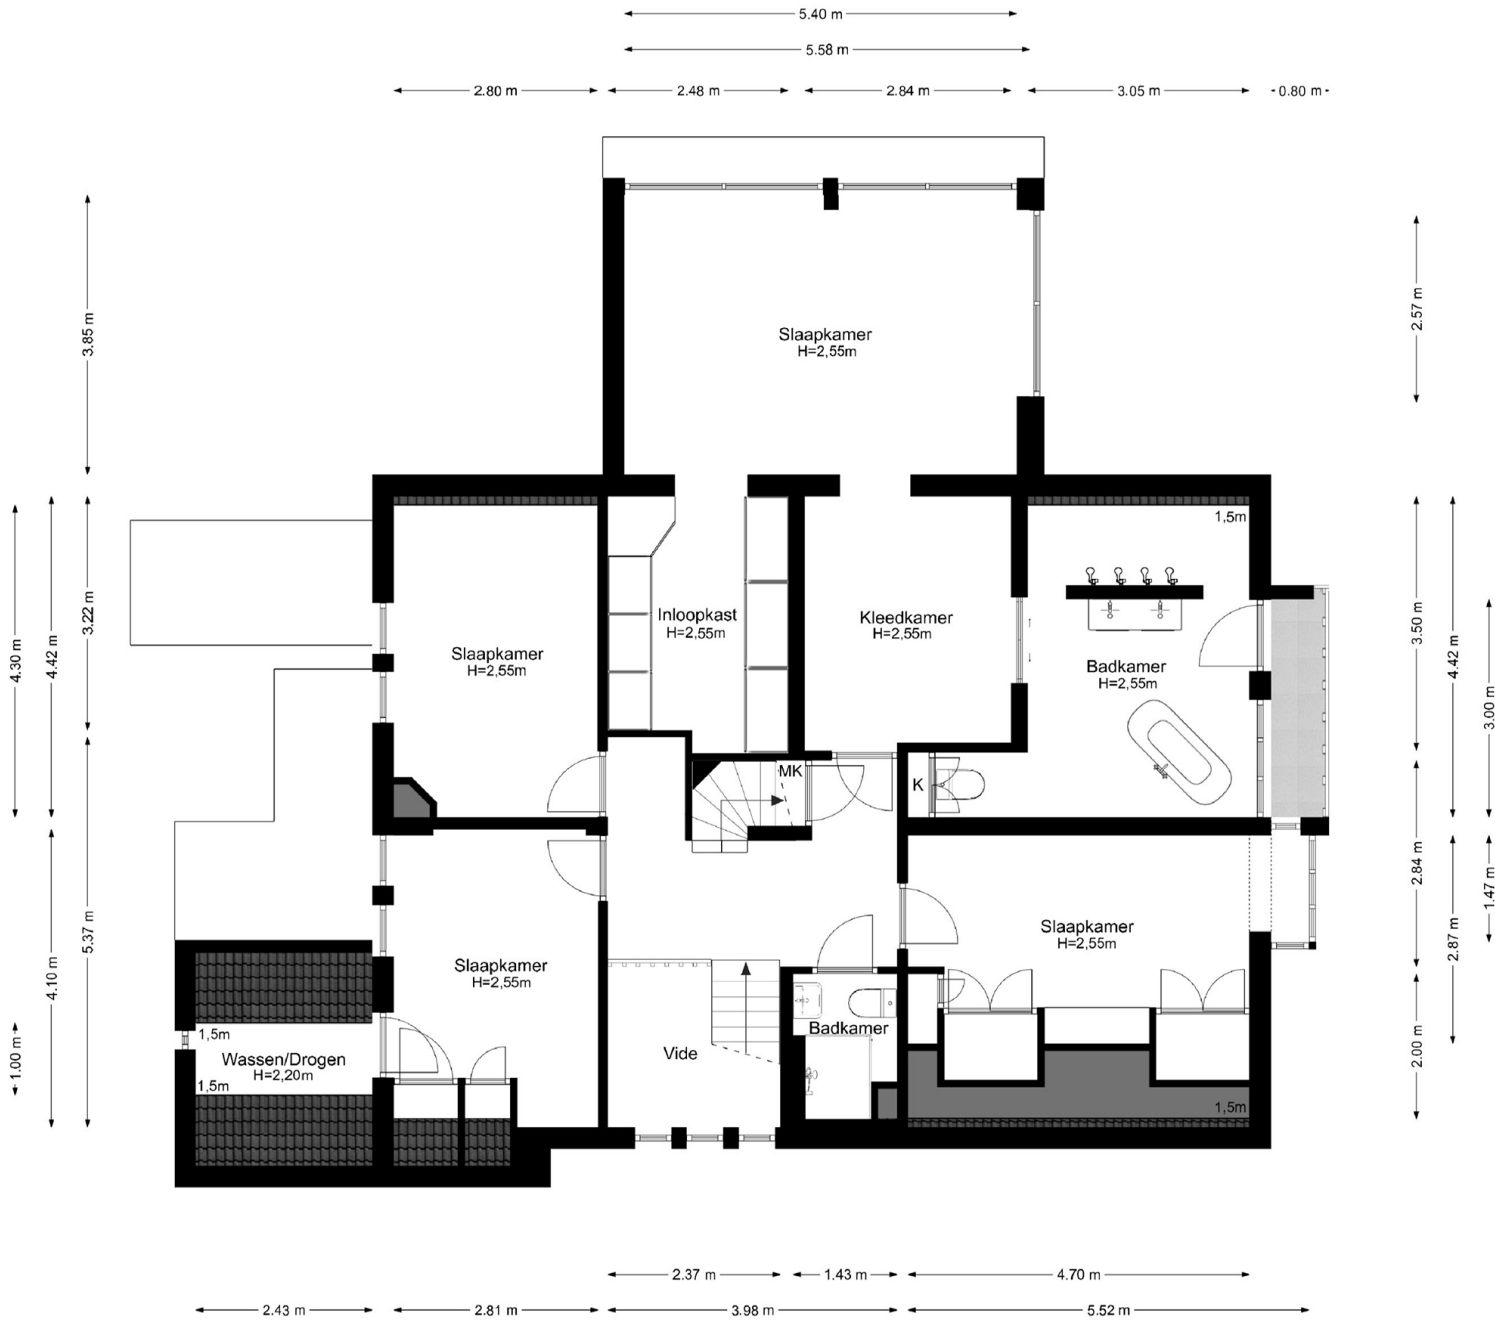 5.40 m
5.58 m
2.80 m
2.48 m
2.84 m
3.05 m
0.80 m
3.85 m
2.57 m
Slaapkamer
H=2,55m
1,5m
4.30 m
4.42 m
3.22 m
Slaapkamer
H=2,55m
Inloopkast
H=2,55m
Kleedkamer
H=2,55m
Badkamer
H=2,55m
3.50 m
4.42 m
3.00 m
MK
K
5.37 m
4.10 m
1.00 m
Slaapkamer
H=2,55m
Slaapkamer
H=2,55m
2.84 m
2.87 m
1.47 m
2.00 m
1,5m
Wassen/Drogen
H=2,20m
1,5m
Vide
Badkamer
1,5m
2.37 m
1.43 m
4.70 m
2.43 m
2.81 m
3.98 m
5.52 m